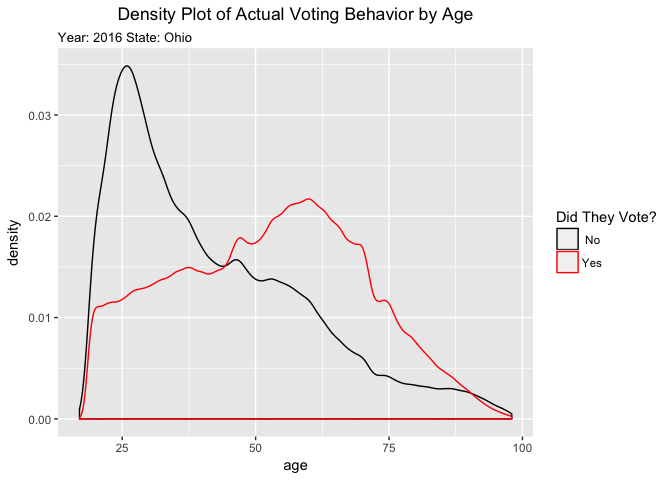 Density Plot of Actual Voting Behavior by Age
Year: 2016 State: Ohio
0.03
0.02
0.01
0.00
density
25
50
75
100
age
Did They Vote?
No
Yes